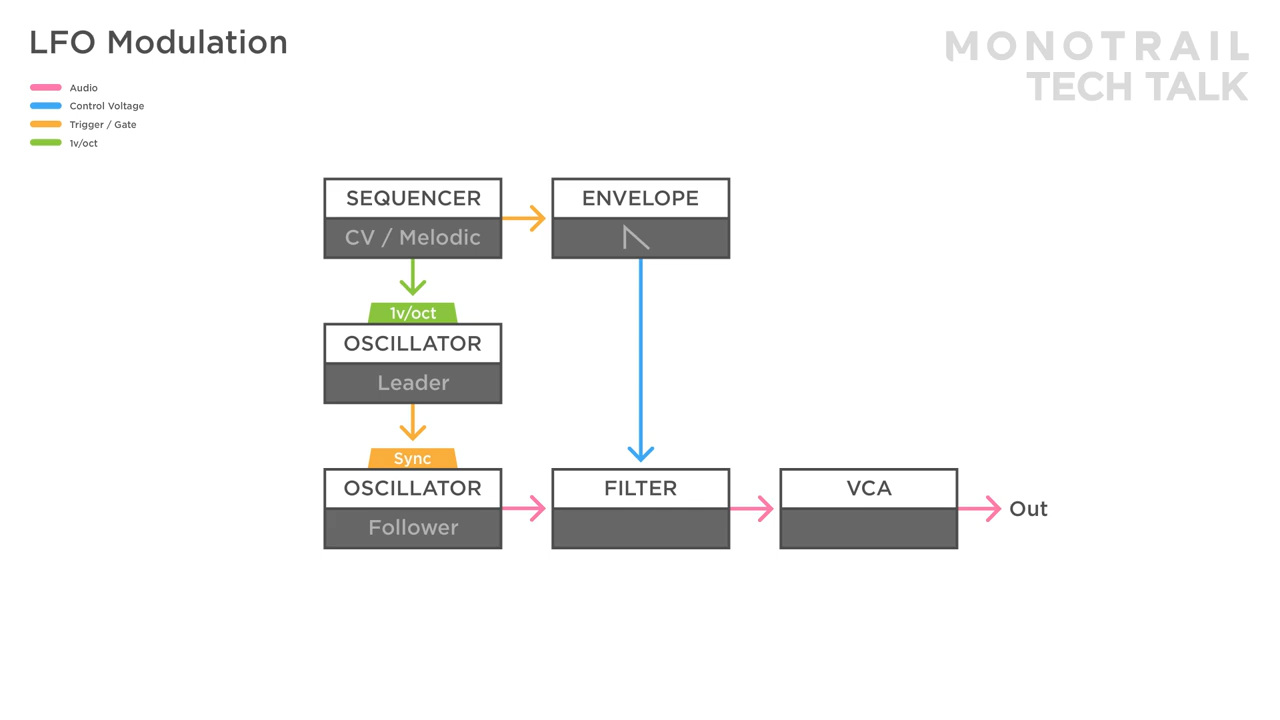 LFO Modulation
MONOTRAIL
TECH TALK
Audio
Control Voltage
Trigger / Gate
1v/oct
SEQUENCER
CV / Melodic
ENVELOPE
1v/oct
OSCILLATOR
Leader
Sync
OSCILLATOR
Follower
FILTER
VCA
Out